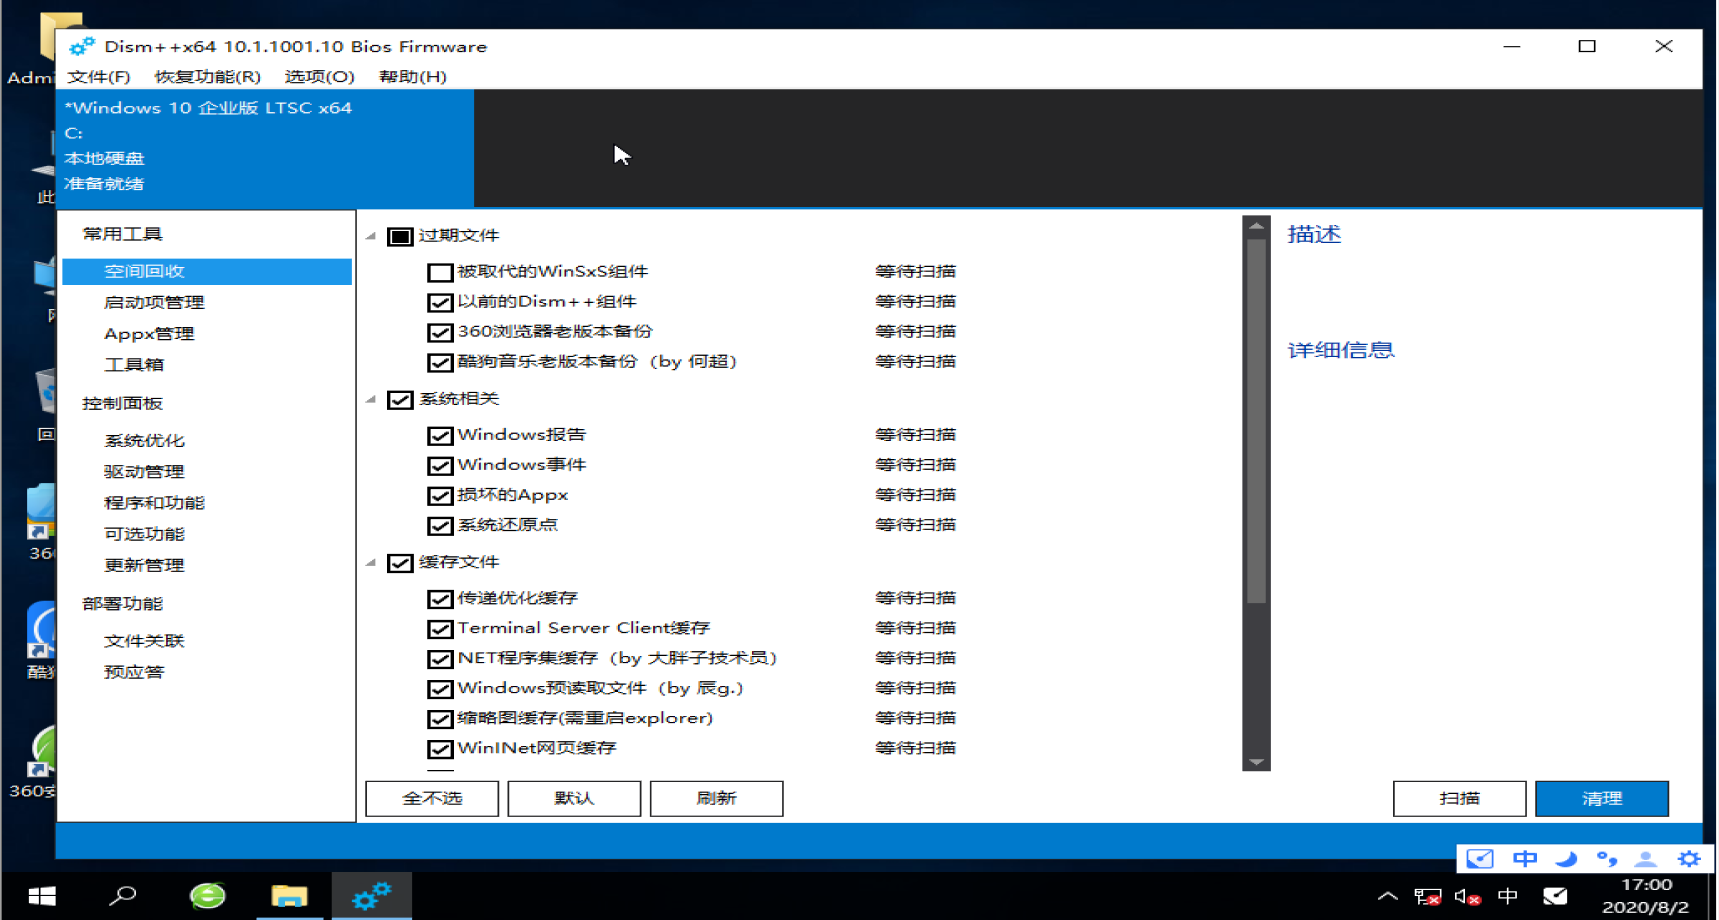 Dism++x64 10.1.1001.10 Bios Firmware
文件(F) 恢复功能(R) 选项(O) 帮助(H)
*Windows 10 企业版 LTSC x64
C:
本地硬盘
准备就绪
常用工具
空间回收
启动项管理
Appx管理
工具箱
控制面板
系统优化
驱动管理
程序和功能
可选功能
更新管理
部署功能
文件关联
预应答
过期文件
被取代的WinSxS组件 等待扫描
以前的Dism++组件 等待扫描
360浏览器老版本备份 等待扫描
酷狗音乐老版本备份（by 何超） 等待扫描
系统相关
Windows报告 等待扫描
Windows事件 等待扫描
损坏的Appx 等待扫描
系统还原点 等待扫描
缓存文件
传递优化缓存 等待扫描
Terminal Server Client缓存 等待扫描
NET程序集缓存（by 大胖子技术员） 等待扫描
Windows预读取文件（by 辰g.） 等待扫描
缩略图缓存(需重启explorer) 等待扫描
WinINet网页缓存 等待扫描
描述
详细信息
全不选 默认 刷新 扫描 清理
Admi
此
回
360
酷
360安
中
中
17:00
2020/8/2